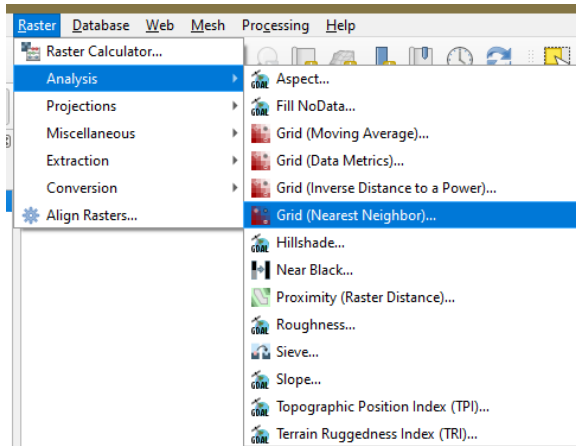 Raster Database Web Mesh Processing Help
Raster Calculator...
Analysis
Projections
Miscellaneous
Extraction
Conversion
Align Rasters...
Aspect...
Fill NoData...
Grid (Moving Average)...
Grid (Data Metrics)...
Grid (Inverse Distance to a Power)...
Grid (Nearest Neighbor)...
Hillshade...
Near Black...
Proximity (Raster Distance)...
Roughness...
Sieve...
Slope...
Topographic Position Index (TPI)...
Terrain Ruggedness Index (TRI)...